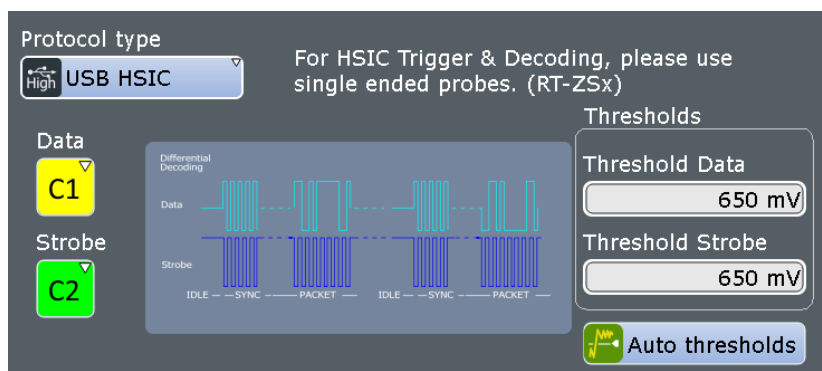 Protocol type
High USB HSIC
For HSIC Trigger & Decoding, please use
single ended probes. (RT-ZSx)
Thresholds
Data
C1
Strobe
C2
Differential
Decoding
Data
Strobe
IDLE – – SYNC – —— PACKET —— IDLE – – SYNC – —— PACKET ——
Threshold Data
650 mV
Threshold Strobe
650 mV
Auto thresholds